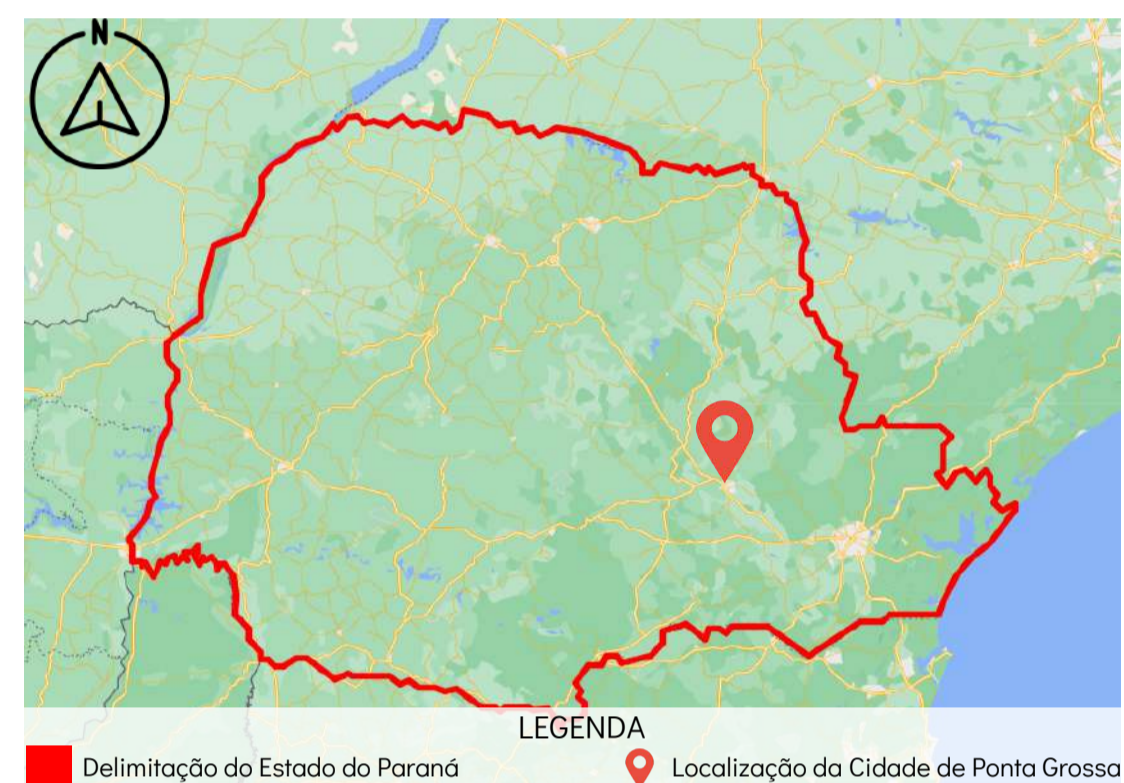 N
LEGENDA
Delimitação do Estado do Paraná
Localização da Cidade de Ponta Grossa